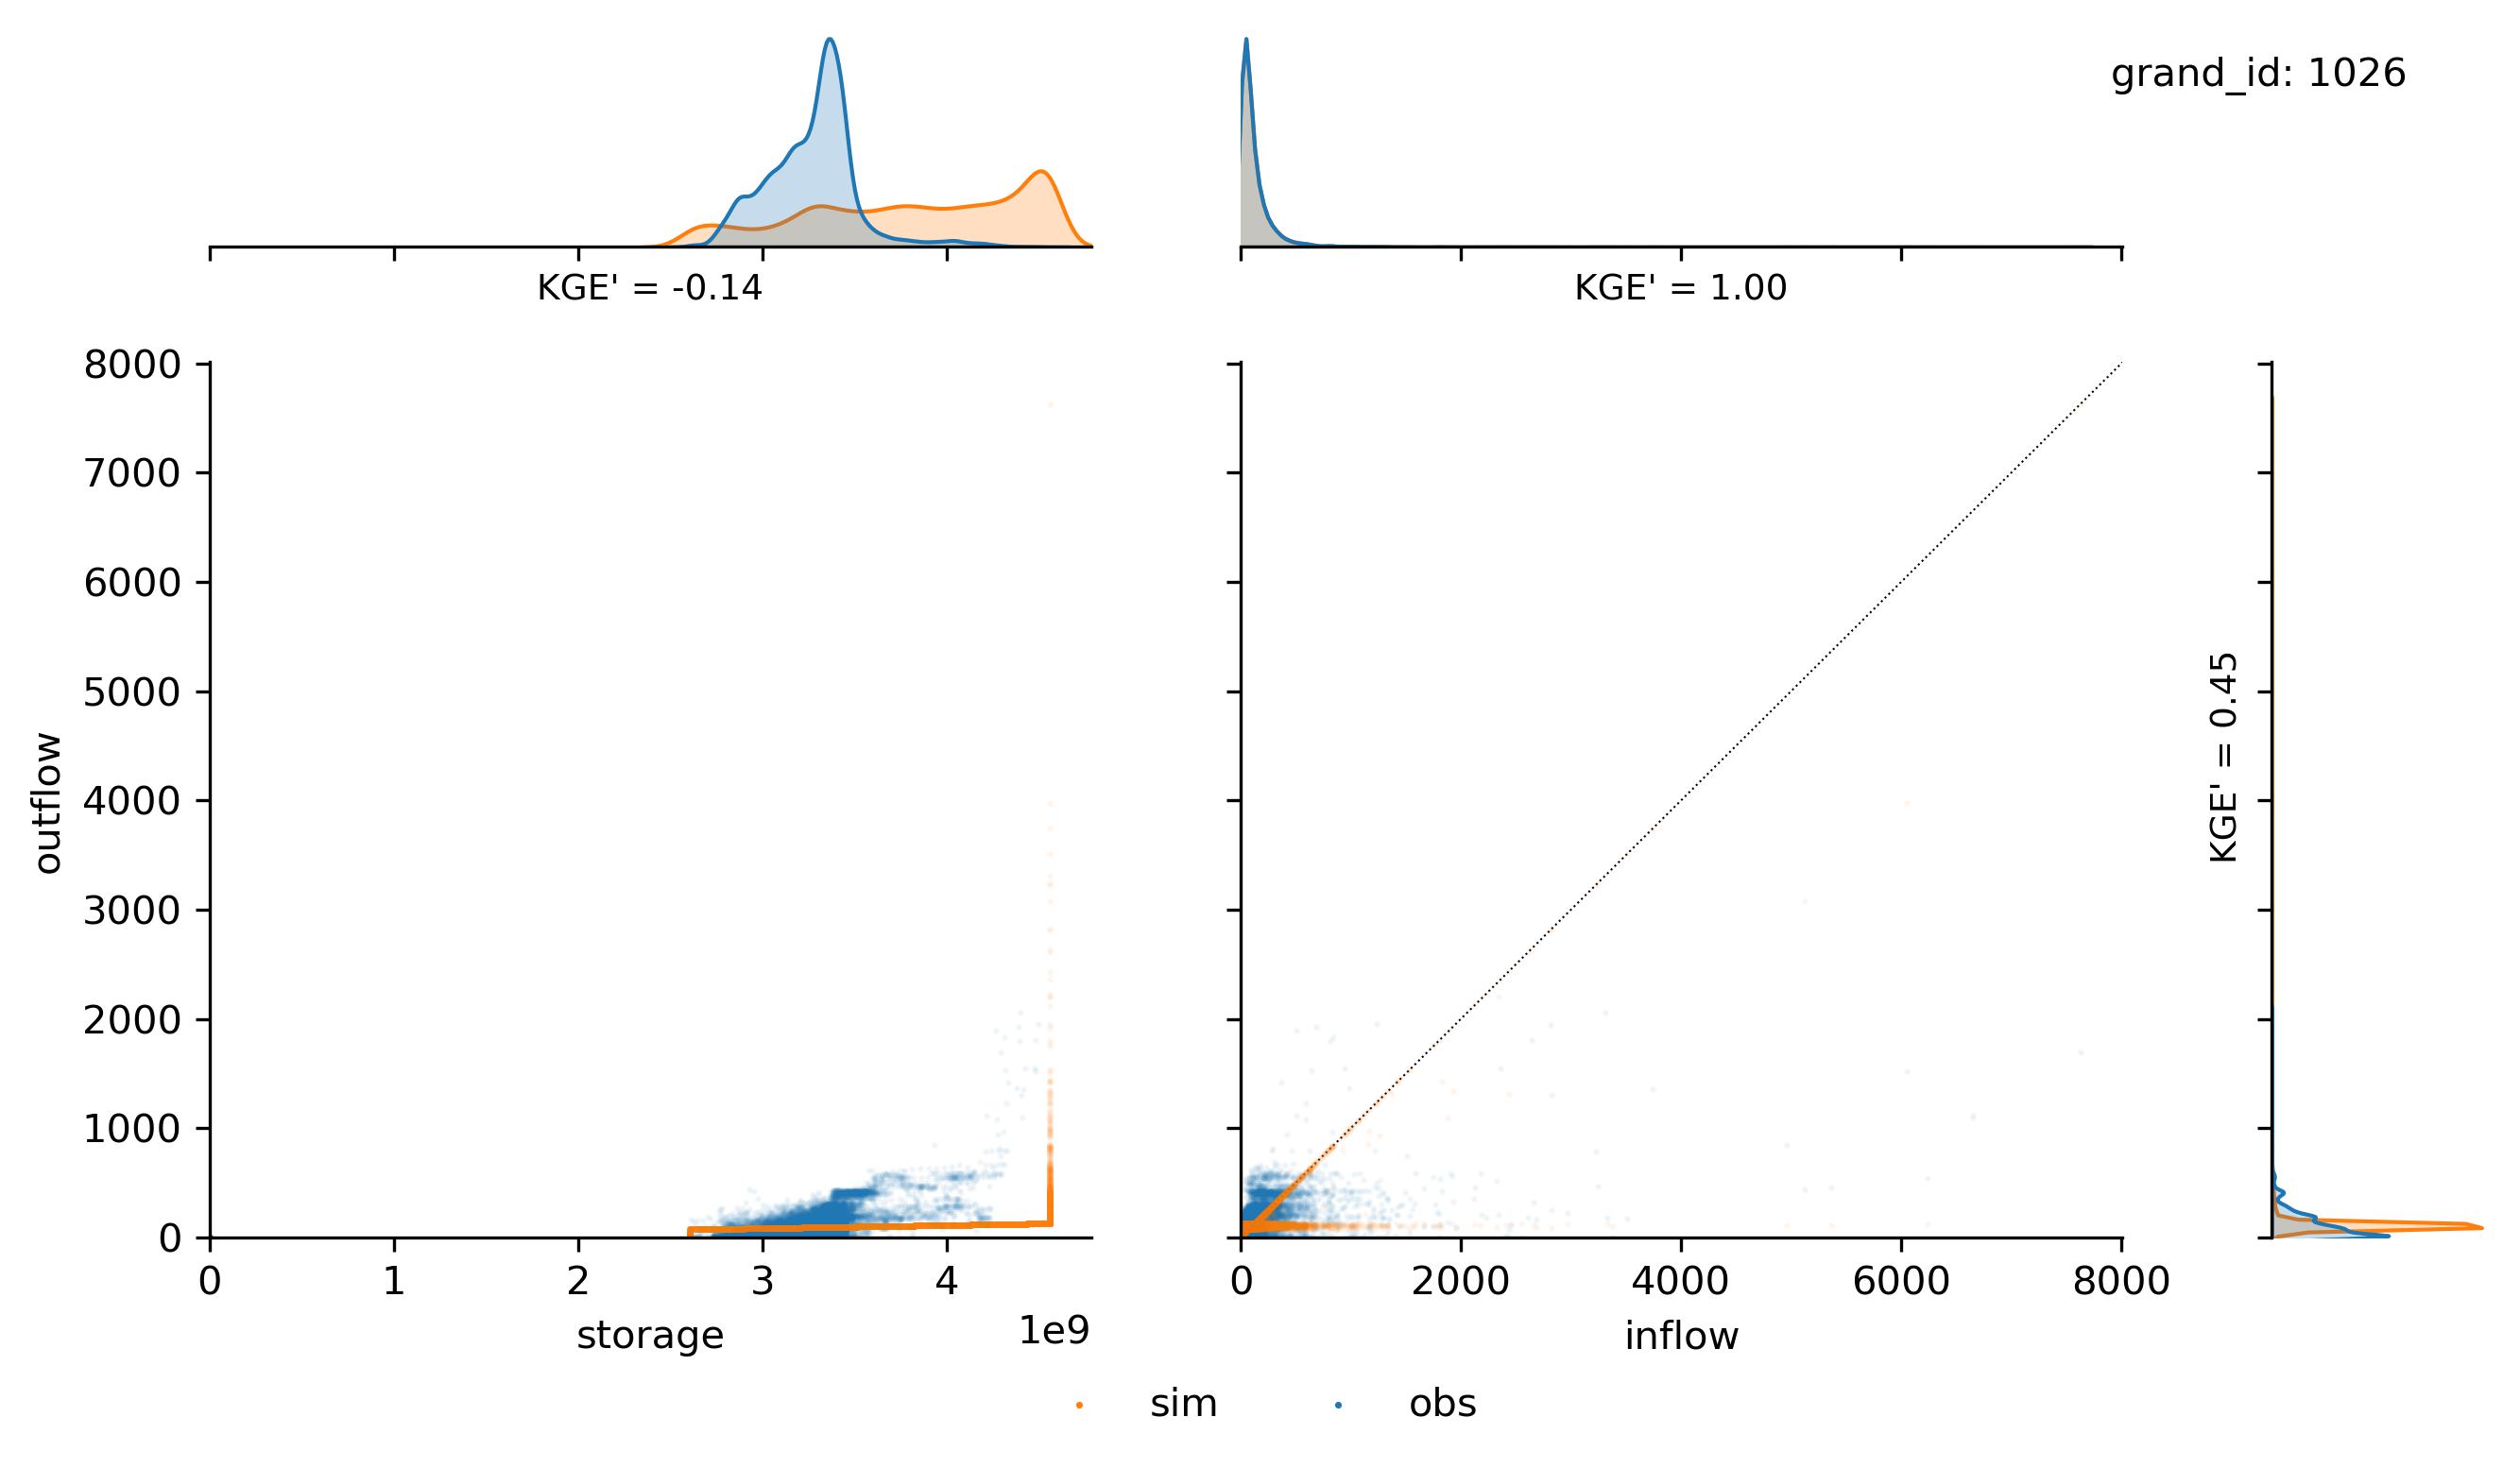 grand_id: 1026
KGE' = -0.14
KGE' = 1.00
8000
7000
6000
5000
4000
3000
2000
1000
0
outflow
KGE' = 0.45
0 1 2 3 4
0 2000 4000 6000 8000
storage
1e9
inflow
sim obs